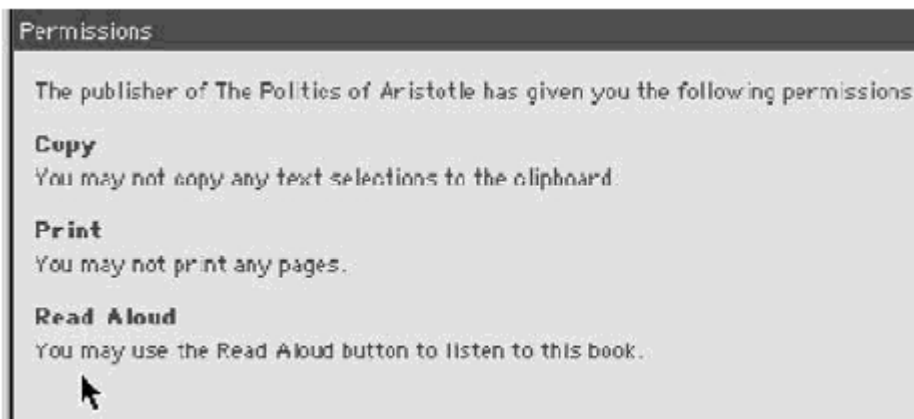 Permissions
The publisher of The Politics of Aristotle has given you the following permissions
Copy
You may not copy any text selections to the clipboard.
Print
You may not print any pages.
Read Aloud
You may use the Read Aloud button to listen to this book.